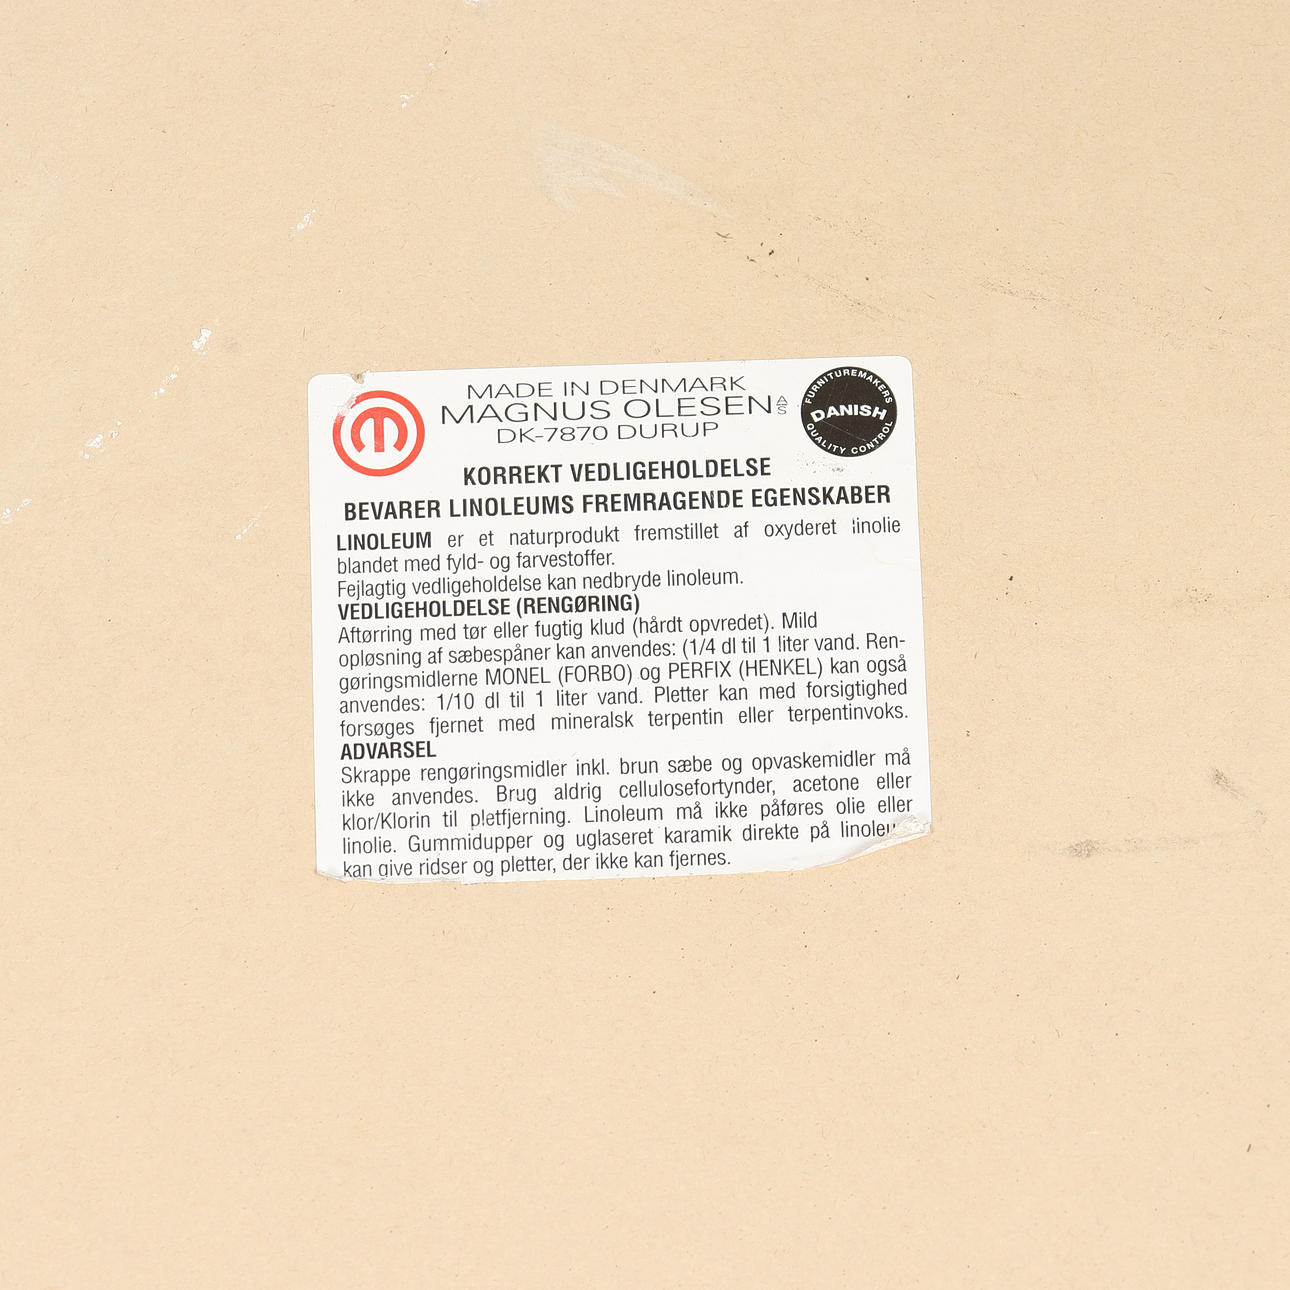 MADE IN DENMARK
MAGNUS OLESEN A/S
DK-7870 DURUP
FURNITUREMAKERS
DANISH
QUALITY CONTROL
KORREKT VEDLIGEHOLDELSE
BEVARER LINOLEUMS FREMRAGENDE EGENSKABER
LINOLEUM er et naturprodukt fremstillet af oxyderet linolie
blandet med fyld- og farvestoffer.
Fejlagtig vedligeholdelse kan nedbryde linoleum.
VEDLIGEHOLDELSE (RENGØRING)
Aftørring med tør eller fugtig klud (hårdt opvredet). Mild
opløsning af sæbespåner kan anvendes: (1/4 dl til 1 liter vand. Ren-
gøringsmidlerne MONEL (FORBO) og PERFIX (HENKEL) kan også
anvendes: 1/10 dl til 1 liter vand. Pletter kan med forsigtighed
forsøges fjernet med mineralsk terpentin eller terpentinvoks.
ADVARSEL
Skrappe rengøringsmidler inkl. brun sæbe og opvaskemidler må
ikke anvendes. Brug aldrig cellulosefortynder, acetone eller
klor/Klorin til pletfjerning. Linoleum må ikke påføres olie eller
linolie. Gummidupper og uglaseret karamik direkte på linoleu
kan give ridser og pletter, der ikke kan fjernes.